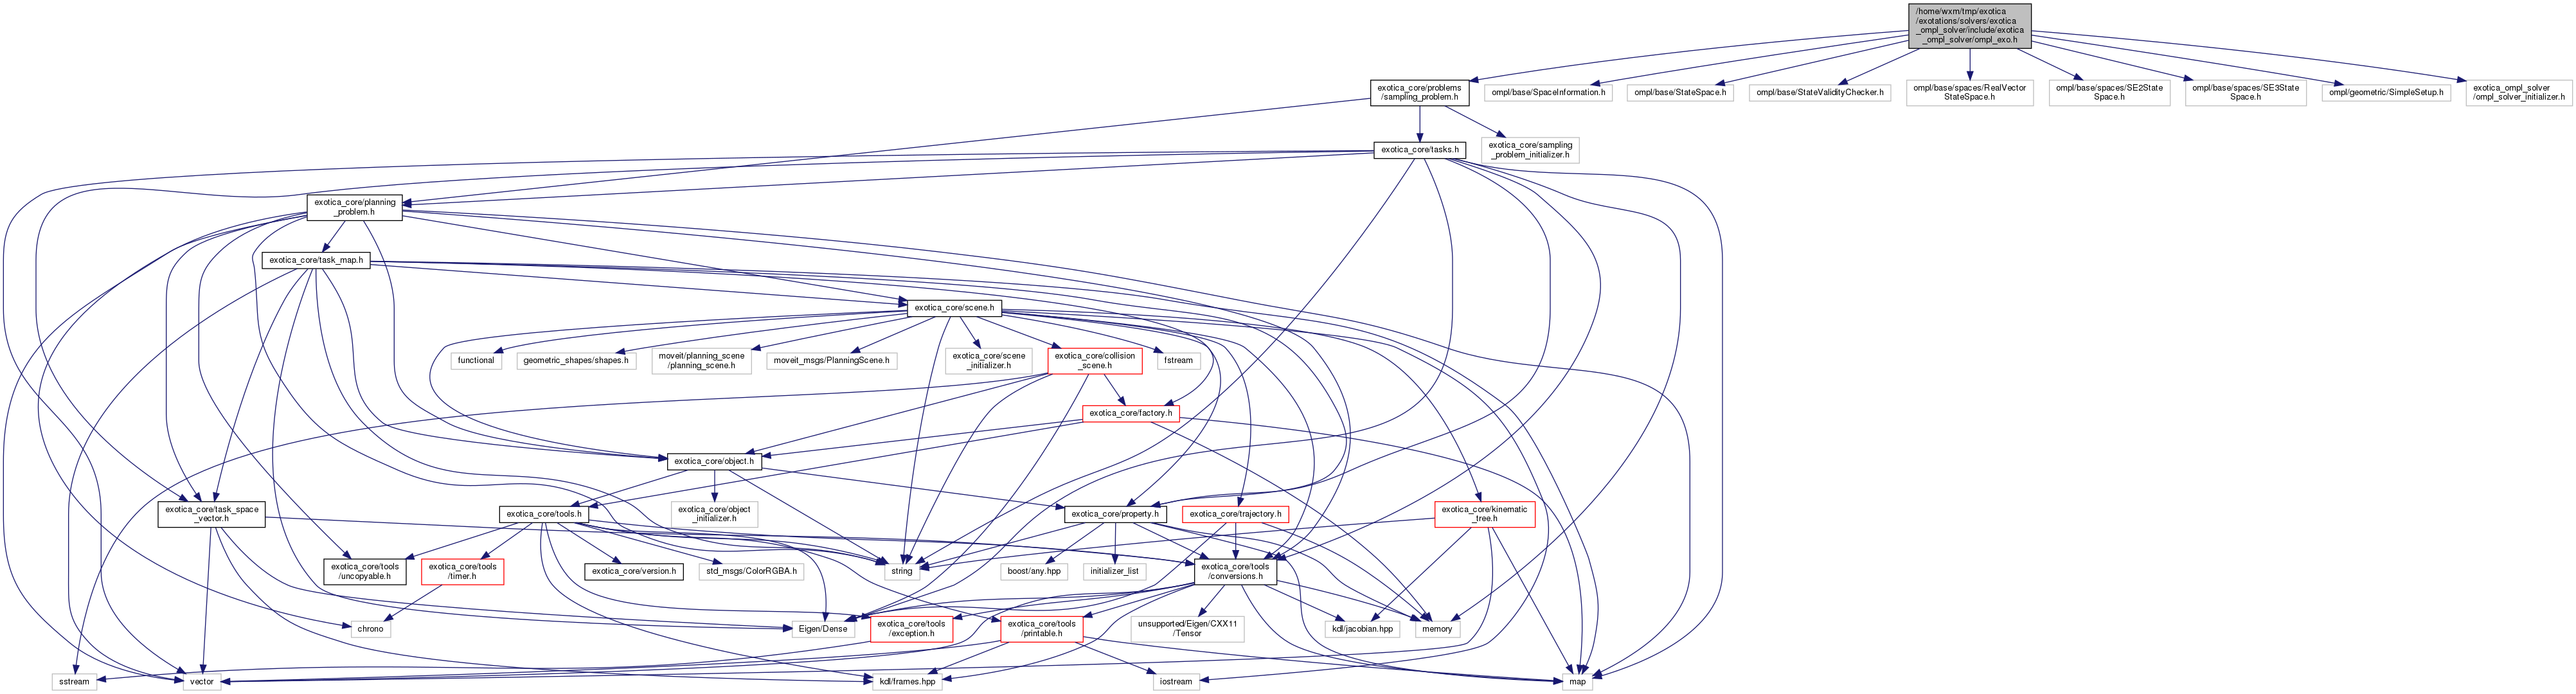 /home/wxm/tmp/exotica
/exotations/solvers/exotica
_ompl_solver/include/exotica
_ompl_solver/ompl_exo.h
exotica_core/problems
/sampling_problem.h
ompl/base/SpaceInformation.h
ompl/base/StateSpace.h
ompl/base/StateValidityChecker.h
ompl/base/spaces/RealVector
StateSpace.h
ompl/base/spaces/SE2State
Space.h
ompl/base/spaces/SE3State
Space.h
ompl/geometric/SimpleSetup.h
exotica_ompl_solver
/ompl_solver_initializer.h
exotica_core/tasks.h
exotica_core/sampling
_problem_initializer.h
exotica_core/planning
_problem.h
exotica_core/task_map.h
exotica_core/scene.h
functional
geometric_shapes/shapes.h
moveit/planning_scene
/planning_scene.h
moveit_msgs/PlanningScene.h
exotica_core/scene
_initializer.h
exotica_core/collision
_scene.h
fstream
exotica_core/factory.h
exotica_core/object.h
exotica_core/task_space
_vector.h
exotica_core/tools.h
exotica_core/object
_initializer.h
exotica_core/property.h
exotica_core/trajectory.h
exotica_core/kinematic
_tree.h
exotica_core/tools
/uncopyable.h
exotica_core/tools
/timer.h
exotica_core/version.h
std_msgs/ColorRGBA.h
string
boost/any.hpp
initializer_list
exotica_core/tools
/conversions.h
chrono
Eigen/Dense
exotica_core/tools
/exception.h
exotica_core/tools
/printable.h
unsupported/Eigen/CXX11
/Tensor
kdl/jacobian.hpp
memory
sstream
vector
kdl/frames.hpp
iostream
map